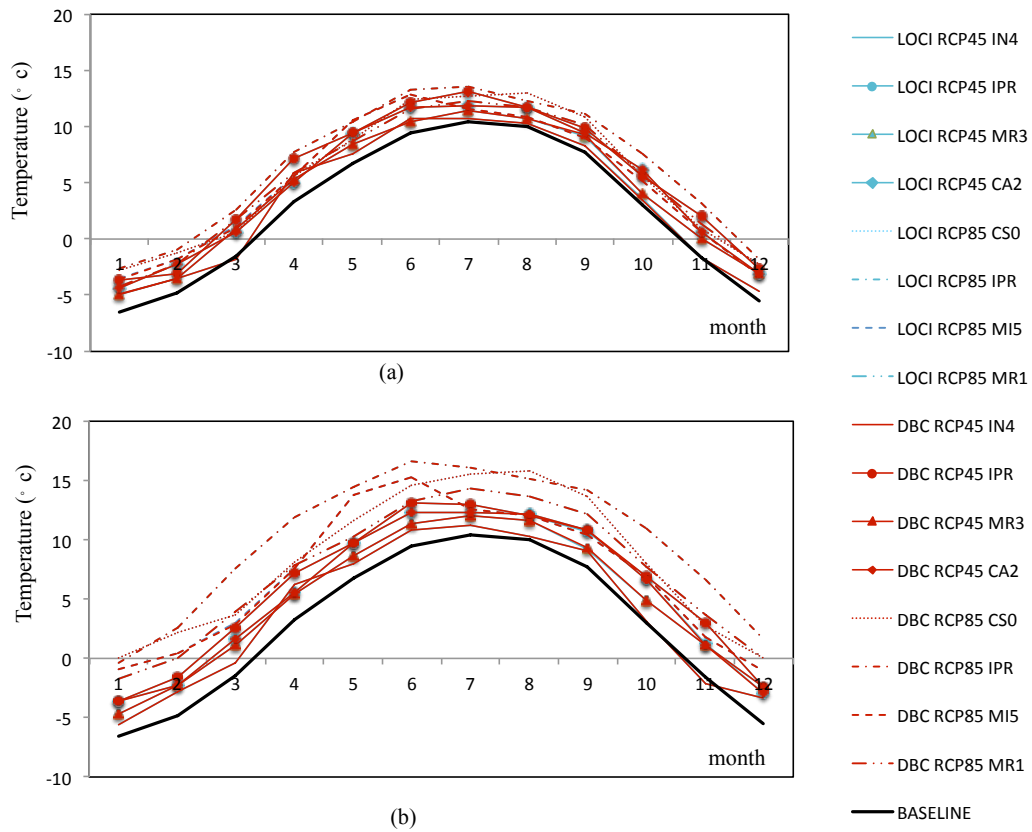 20
15
10
5
0
-5
-10
Temperature (° c)
1 2 3 4 5 6 7 8 9 10 11 12
month
(a)
20
15
10
5
0
-5
-10
Temperature (° c)
1 2 3 4 5 6 7 8 9 10 11 12
month
(b)
LOCI RCP45 IN4
LOCI RCP45 IPR
LOCI RCP45 MR3
LOCI RCP45 CA2
LOCI RCP85 CS0
LOCI RCP85 IPR
LOCI RCP85 MI5
LOCI RCP85 MR1
DBC RCP45 IN4
DBC RCP45 IPR
DBC RCP45 MR3
DBC RCP45 CA2
DBC RCP85 CS0
DBC RCP85 IPR
DBC RCP85 MI5
DBC RCP85 MR1
BASELINE